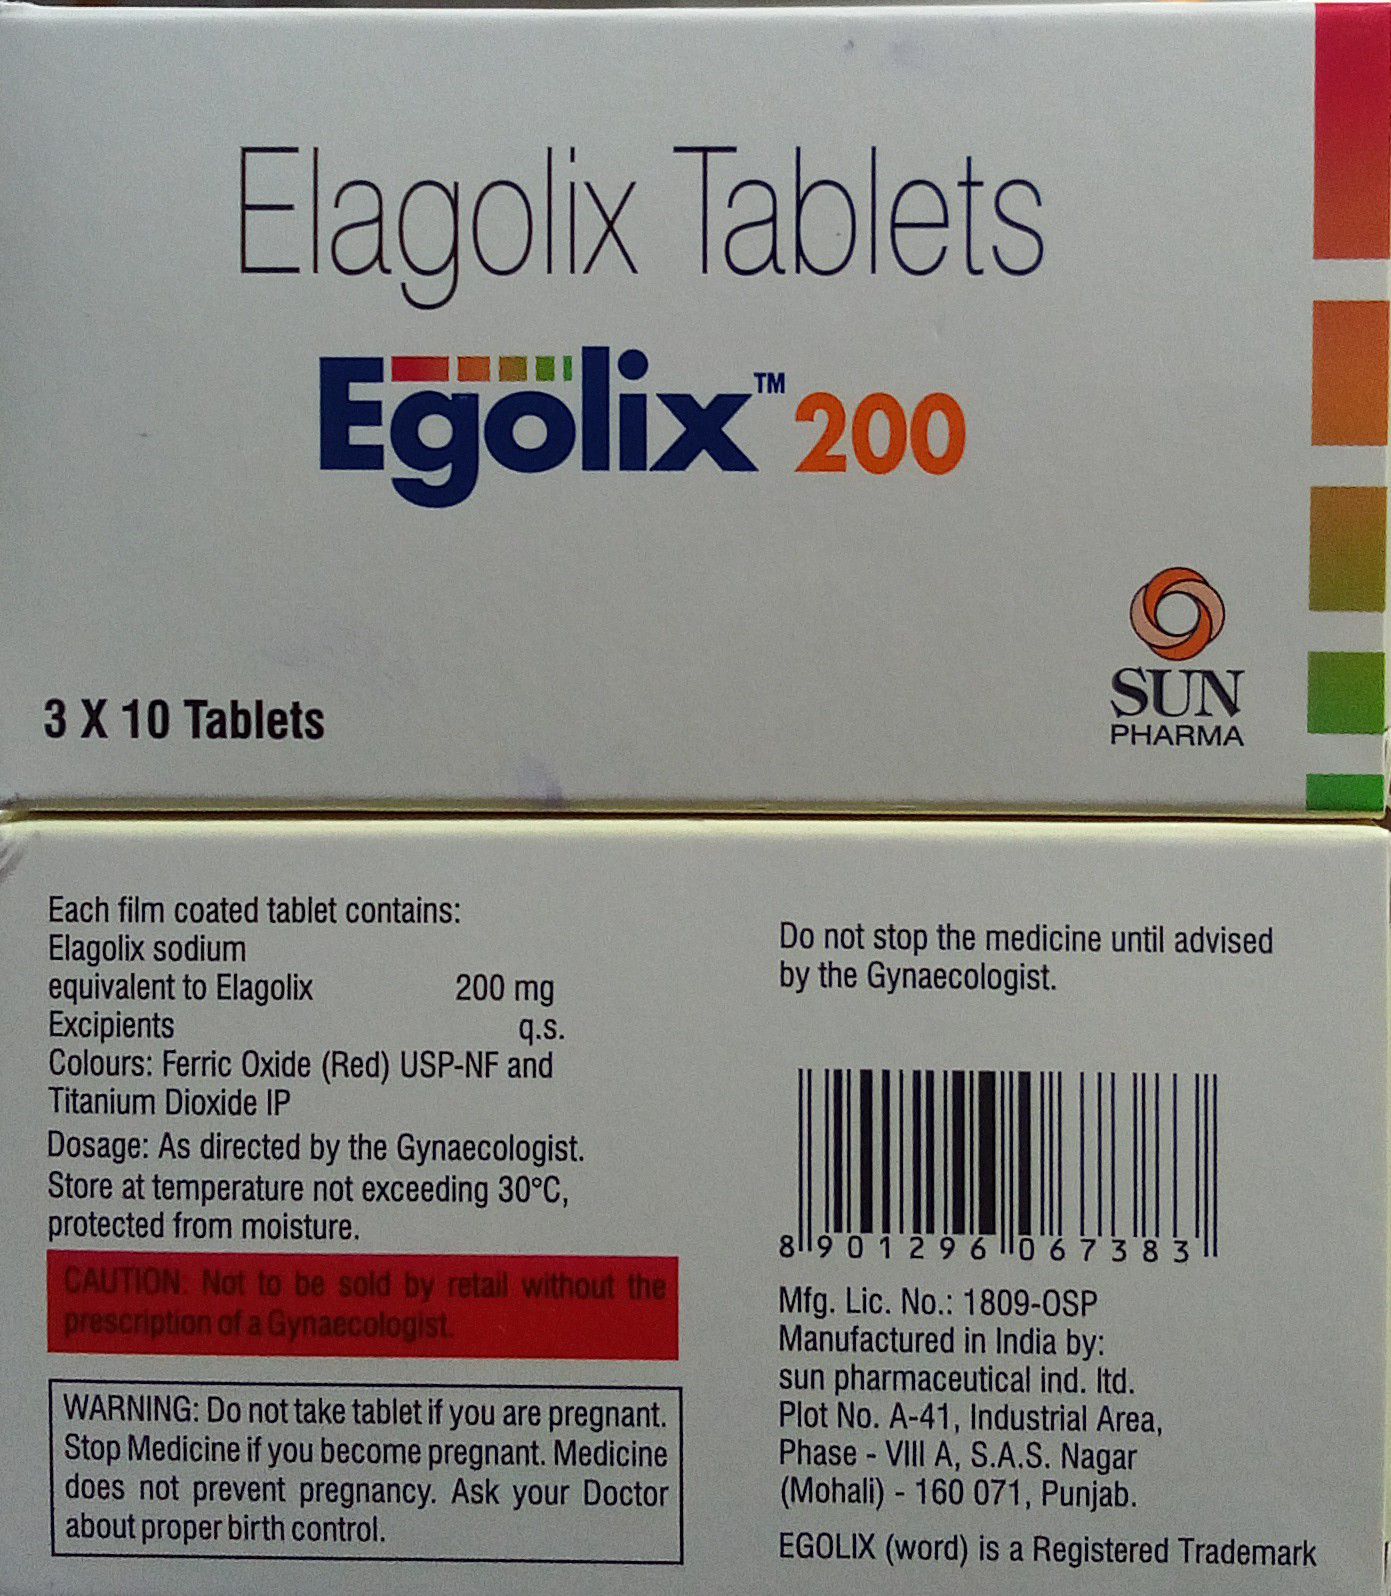 Elagolix Tablets
Egolix™ 200
3 X 10 Tablets
SUN
PHARMA
Each film coated tablet contains:
Elagolix sodium
equivalent to Elagolix 200 mg
Excipients q.s.
Colours: Ferric Oxide (Red) USP-NF and
Titanium Dioxide IP
Dosage: As directed by the Gynaecologist.
Store at temperature not exceeding 30°C,
protected from moisture.
CAUTION: Not to be sold by retail without the
prescription of a Gynaecologist.
WARNING: Do not take tablet if you are pregnant.
Stop Medicine if you become pregnant. Medicine
does not prevent pregnancy. Ask your Doctor
about proper birth control.
Do not stop the medicine until advised
by the Gynaecologist.
8 901296 067383
Mfg. Lic. No.: 1809-OSP
Manufactured in India by:
sun pharmaceutical ind. ltd.
Plot No. A-41, Industrial Area,
Phase - VIII A, S.A.S. Nagar
(Mohali) - 160 071, Punjab.
EGOLIX (word) is a Registered Trademark